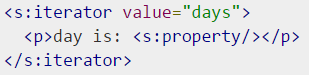 <s:iterator value="days">
  <p>day is: <s:property/></p>
</s:iterator>